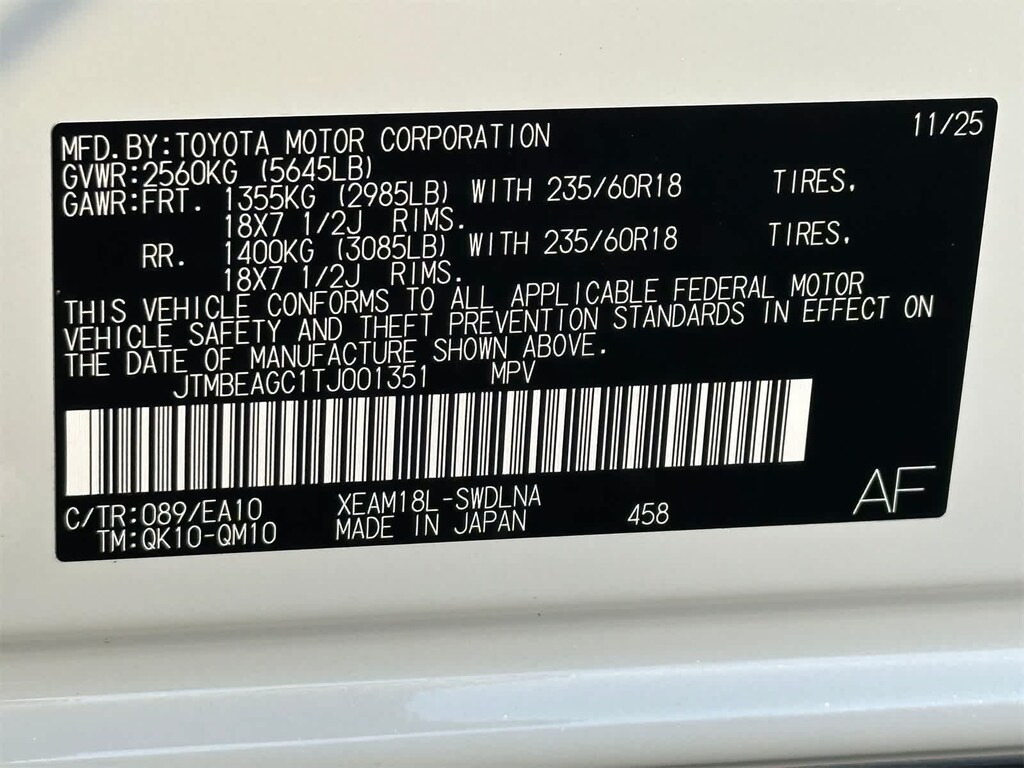 11/25
MFD. BY: TOYOTA MOTOR CORPORATION
GVWR: 2560KG (5645LB)
GAWR: FRT. 1355KG (2985LB) WITH 235/60R18 TIRES,
18X7 1/2J RIMS.
RR. 1400KG (3085LB) WITH 235/60R18 TIRES,
18X7 1/2J RIMS.
THIS VEHICLE CONFORMS TO ALL APPLICABLE FEDERAL MOTOR
VEHICLE SAFETY AND THEFT PREVENTION STANDARDS IN EFFECT ON
THE DATE OF MANUFACTURE SHOWN ABOVE.
JTMBEAGC1TJ001351 MPV
C/TR: 089/EA10 XEAM18L-SWDLNA
TM: QK10-QM10 MADE IN JAPAN 458
AF